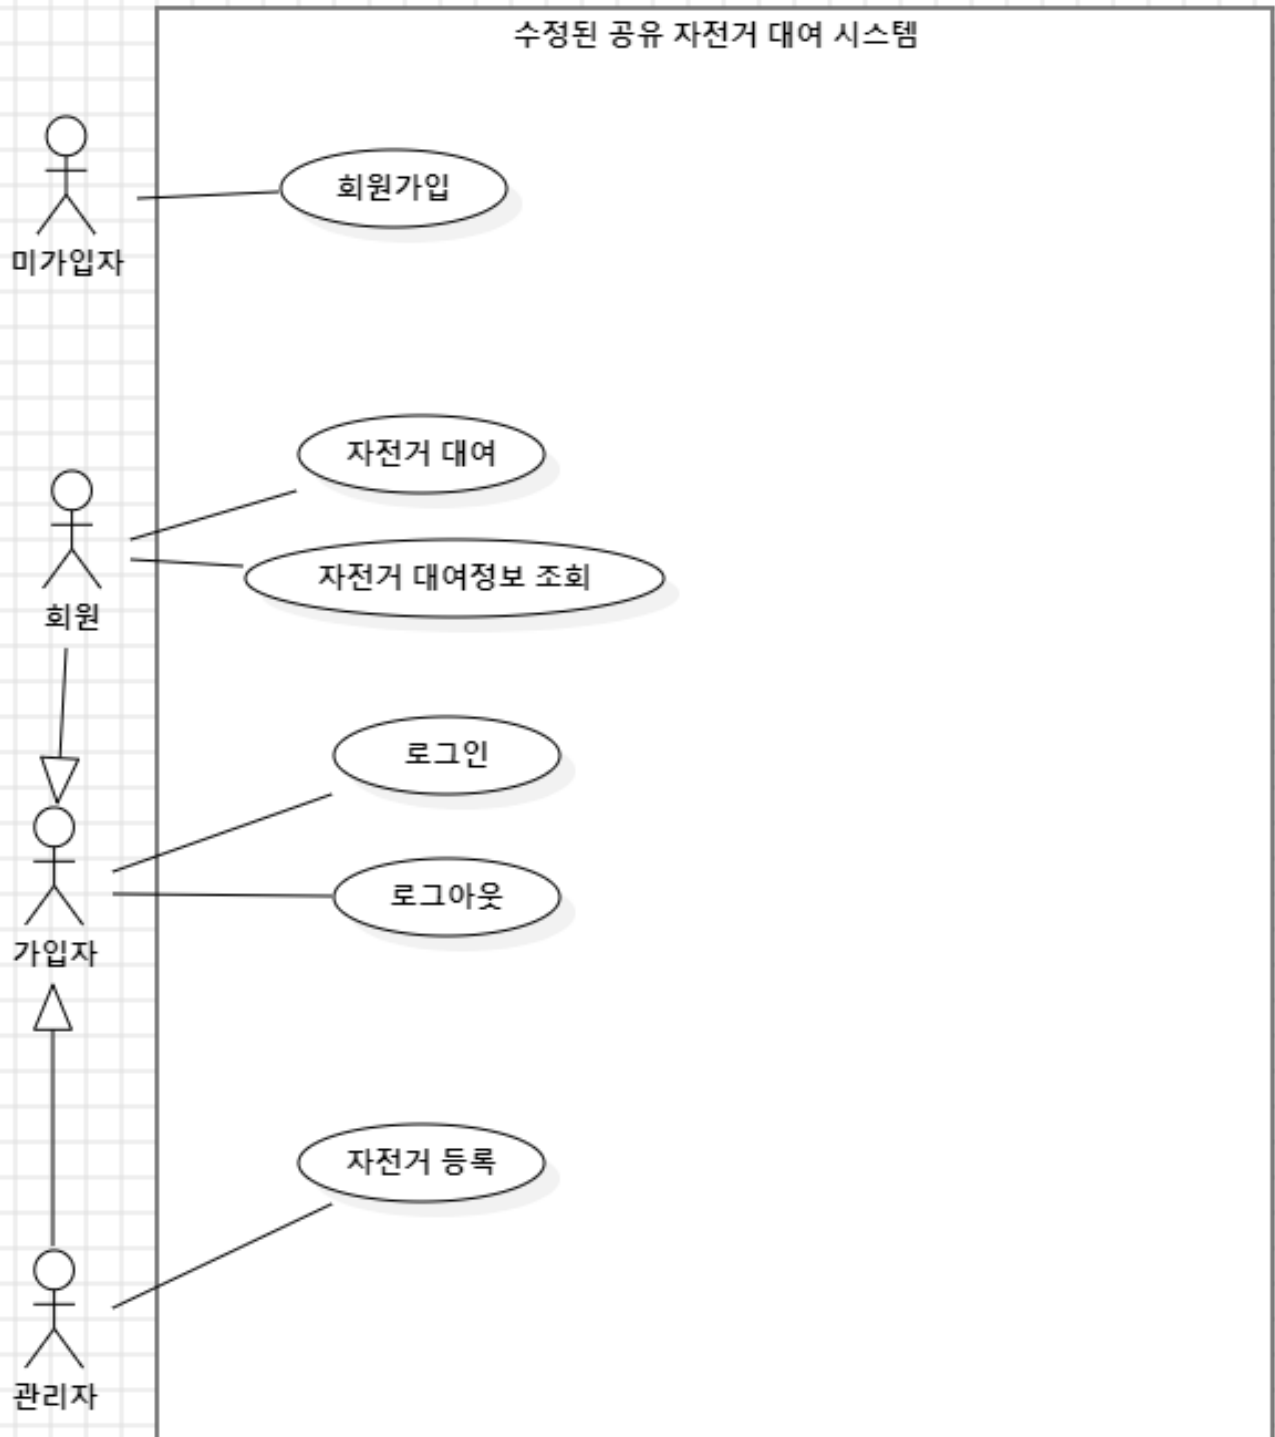 수정된 공유 자전거 대여 시스템
회원가입
미가입자
자전거 대여
자전거 대여정보 조회
회원
로그인
로그아웃
가입자
자전거 등록
관리자